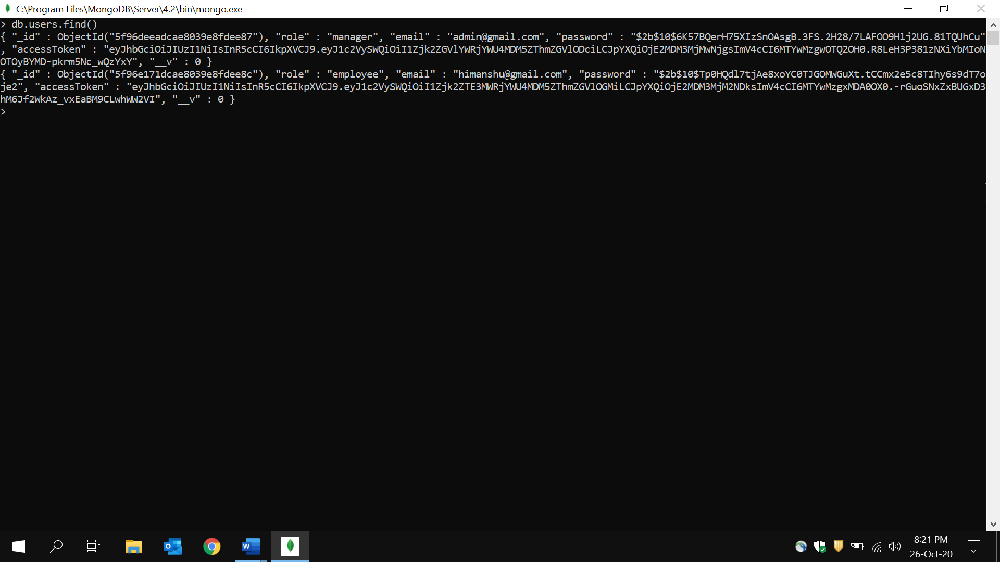 C:\Program Files\MongoDB\Server\4.2\bin\mongo.exe
> db.users.find()
{ "_id" : ObjectId("5f96deeadcae8039e8fdee87"), "role" : "manager", "email" : "admin@gmail.com", "password" : "$2b$10$6K57BQerH75XIzSnOAsgB.3FS.2H28/7LAFOO9Hlj2UG.81TQUhCu"
, "accessToken" : "eyJhbGciOiJIUzI1NiIsInR5cCI6IkpXVCJ9.eyJ1c2VySWQiOiI1Zjk2ZGVlYWRjYWU4MDM5ZThmZGVlODciLCJpYXQiOjE2MDM3MjMwNjgsImV4cCI6MTYwMzgwOTQ2OH0.R8LeH3P381zNXiYbMIoN
OTOyBYMD-pkrm5Nc_wQzYxY", "__v" : 0 }
{ "_id" : ObjectId("5f96e171dcae8039e8fdee8c"), "role" : "employee", "email" : "himanshu@gmail.com", "password" : "$2b$10$Tp0HQdl7tjAe8xoYC0TJGOMWGuXt.tCCmx2e5c8TIhy6s9dT7o
je2", "accessToken" : "eyJhbGciOiJIUzI1NiIsInR5cCI6IkpXVCJ9.eyJ1c2VySWQiOiI1Zjk2ZTE3MWRjYWU4MDM5ZThmZGVlOGMiLCJpYXQiOjE2MDM3MjM2NDksImV4cCI6MTYwMzgxMDA0OX0.-rGuoSNxZxBUGxD3
hM6Jf2WkAz_vxEaBM9CLwhWW2VI", "__v" : 0 }
>
8:21 PM
26-Oct-20